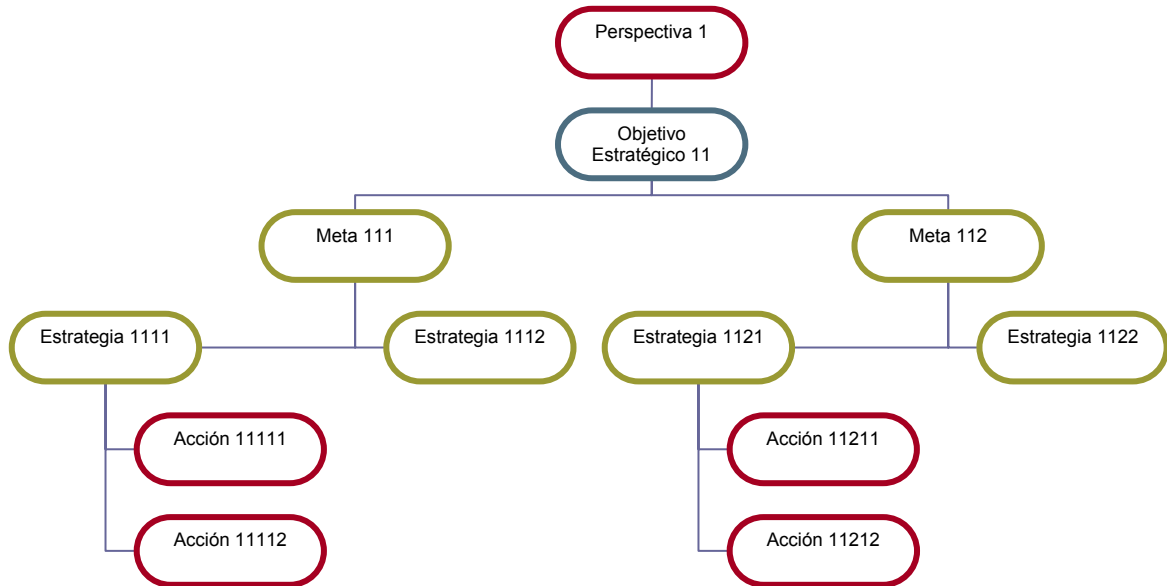 Perspectiva 1
Objetivo
Estratégico 11
Meta 111
Meta 112
Estrategia 1111
Estrategia 1112
Estrategia 1121
Estrategia 1122
Acción 11111
Acción 11211
Acción 11112
Acción 11212